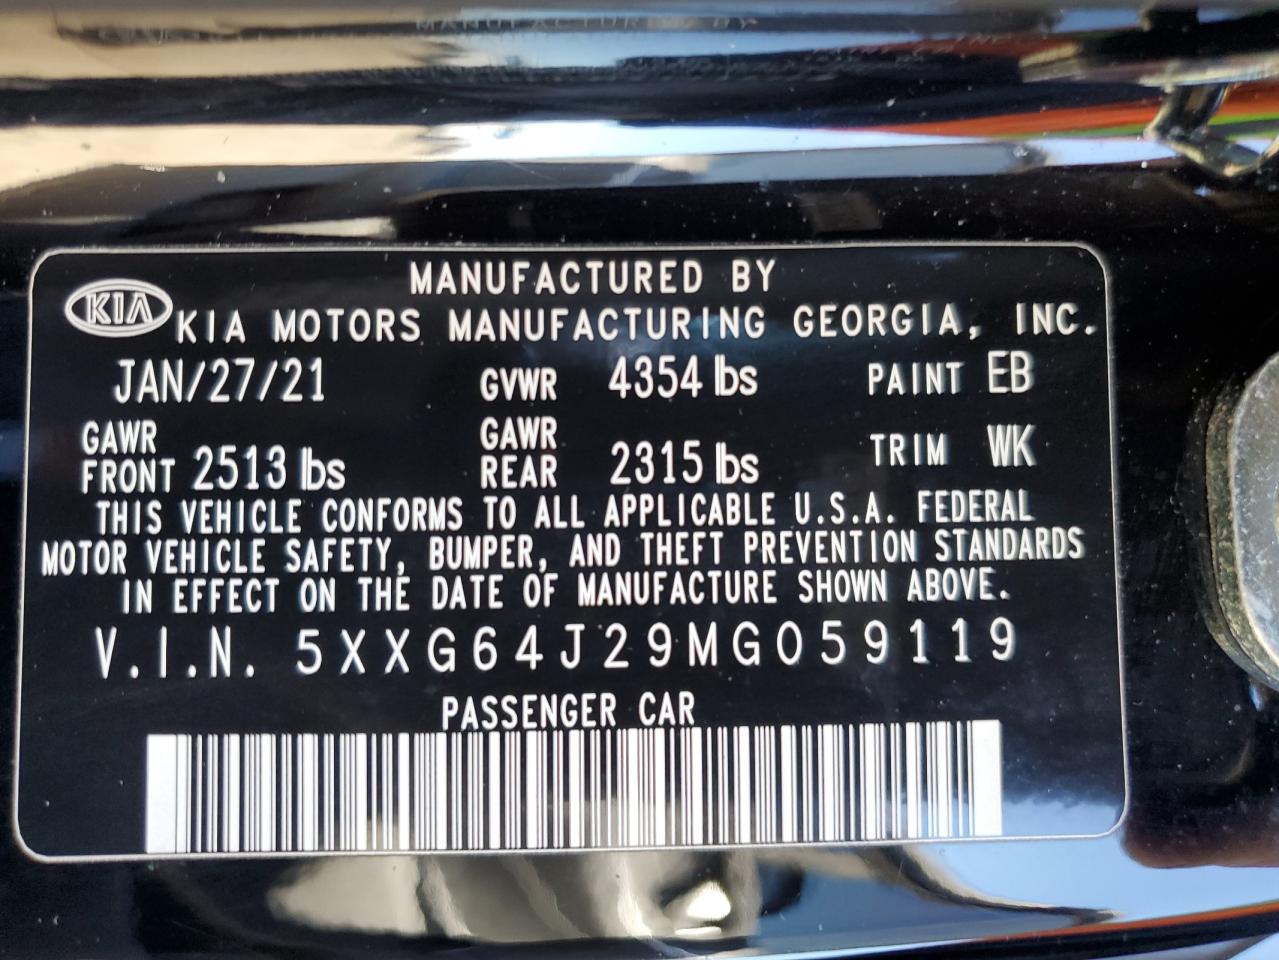 MANUFACTURED BY
KIA KIA MOTORS MANUFACTURING GEORGIA, INC.
JAN/27/21 GVWR 4354 lbs PAINT EB
GAWR FRONT 2513 lbs GAWR REAR 2315 lbs TRIM WK
THIS VEHICLE CONFORMS TO ALL APPLICABLE U.S.A. FEDERAL
MOTOR VEHICLE SAFETY, BUMPER, AND THEFT PREVENTION STANDARDS
IN EFFECT ON THE DATE OF MANUFACTURE SHOWN ABOVE.
V.I.N. 5XXG64J29MG059119
PASSENGER CAR